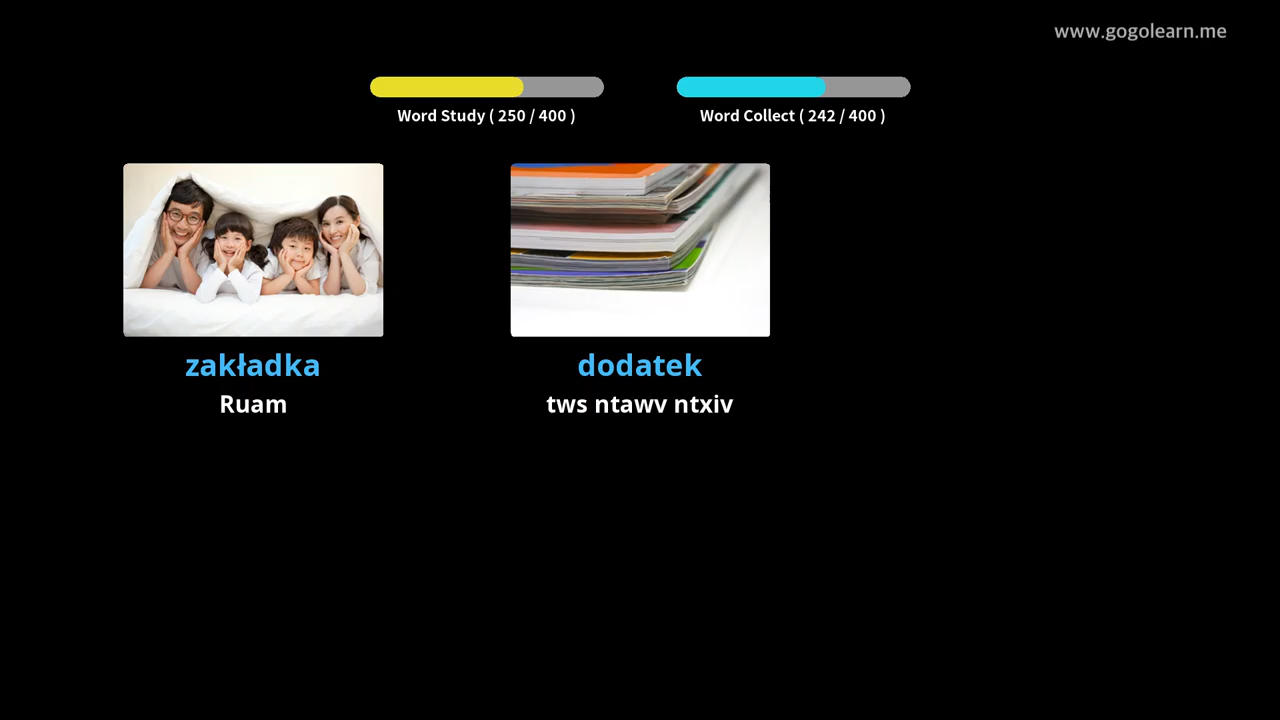 www.gogolearn.me
Word Study ( 250 / 400 )
Word Collect ( 242 / 400 )
zakładka
Ruam
dodatek
tws ntawv ntxiv